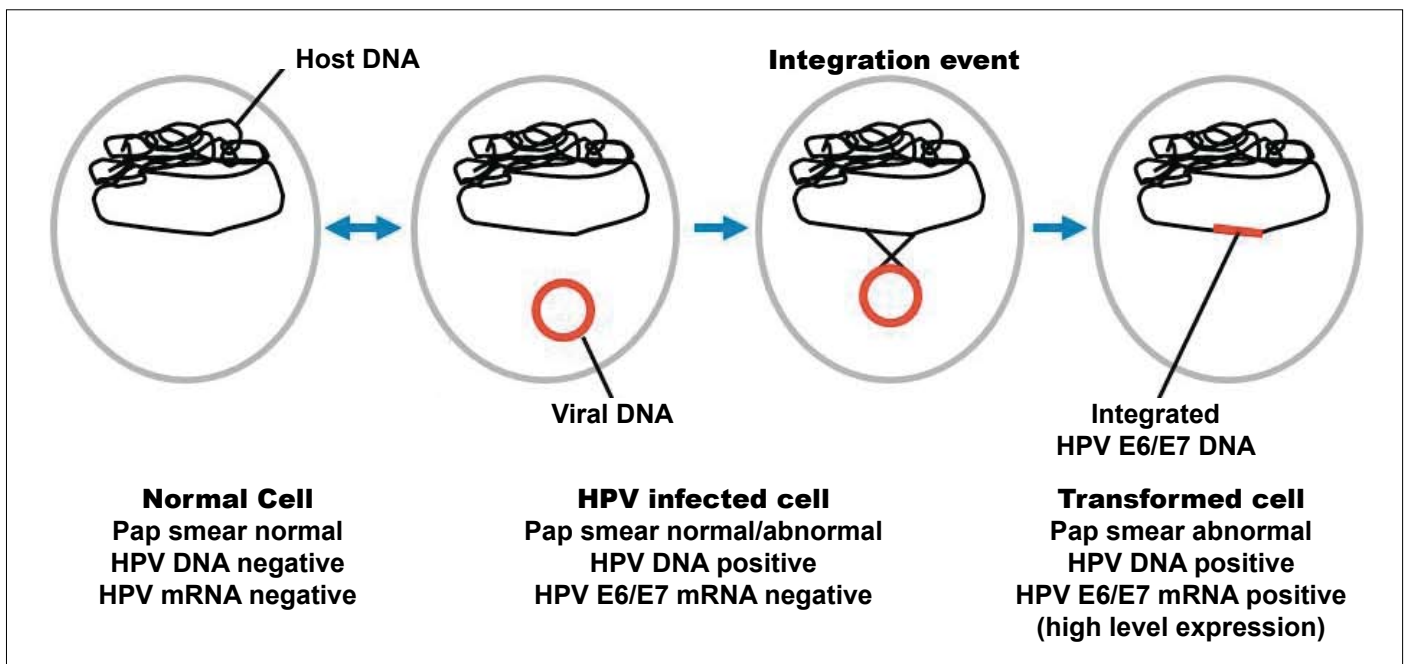 Host DNA
Integration event
Viral DNA
Integrated
HPV E6/E7 DNA
Normal Cell
Pap smear normal
HPV DNA negative
HPV mRNA negative
HPV infected cell
Pap smear normal/abnormal
HPV DNA positive
HPV E6/E7 mRNA negative
Transformed cell
Pap smear abnormal
HPV DNA positive
HPV E6/E7 mRNA positive
(high level expression)